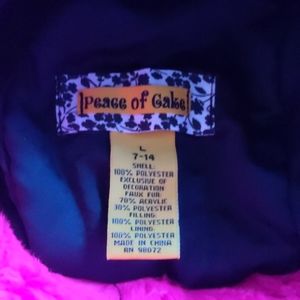 Peace of Cake
L
7-14
SHELL:
100% POLYESTER
EXCLUSIVE OF
DECORATION
FAUX FUR:
70% ACRYLIC
30% POLYESTER
FILLING:
100% POLYESTER
LINING:
100% POLYESTER
MADE IN CHINA
RN 98072